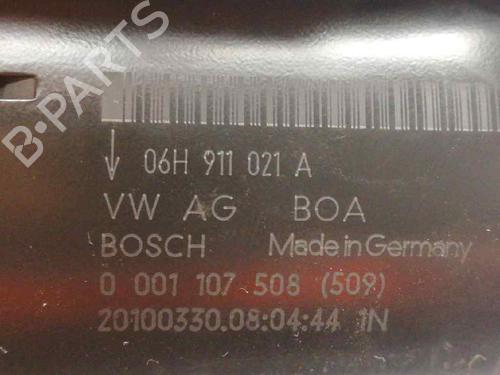 ↓ 06H 911 021 A
VW AG BOA
BOSCH Made in Germany
0 001 107 508 (509)
20100330.08:04:44 1N
B-PARTS